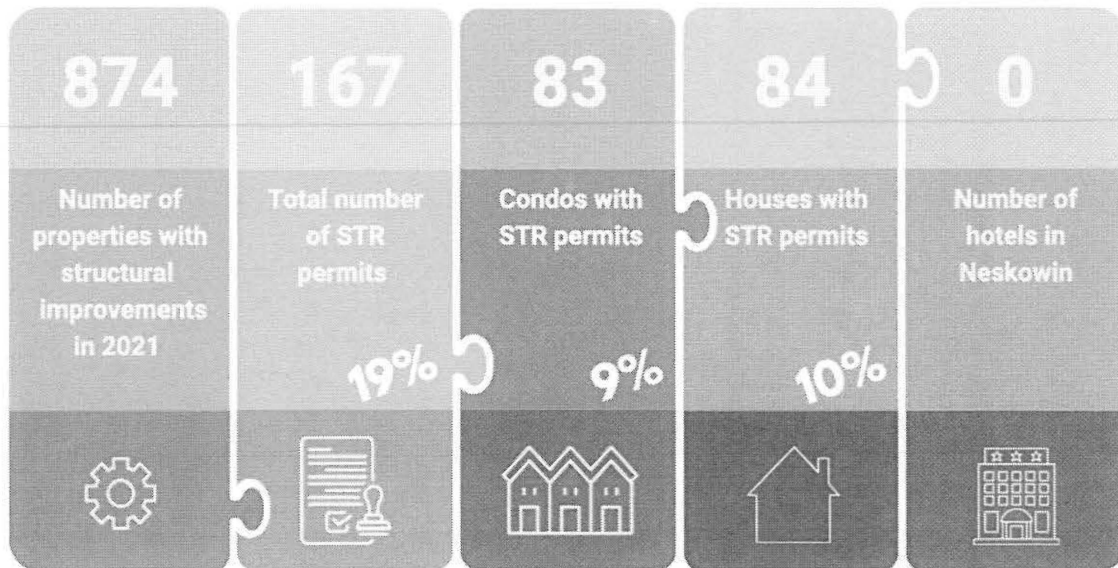 874
Number of
properties with
structural
improvements
in 2021
167
Total number
of STR
permits
19%
83
Condos with
STR permits
9%
84
Houses with
STR permits
10%
0
Number of
hotels in
Neskowin